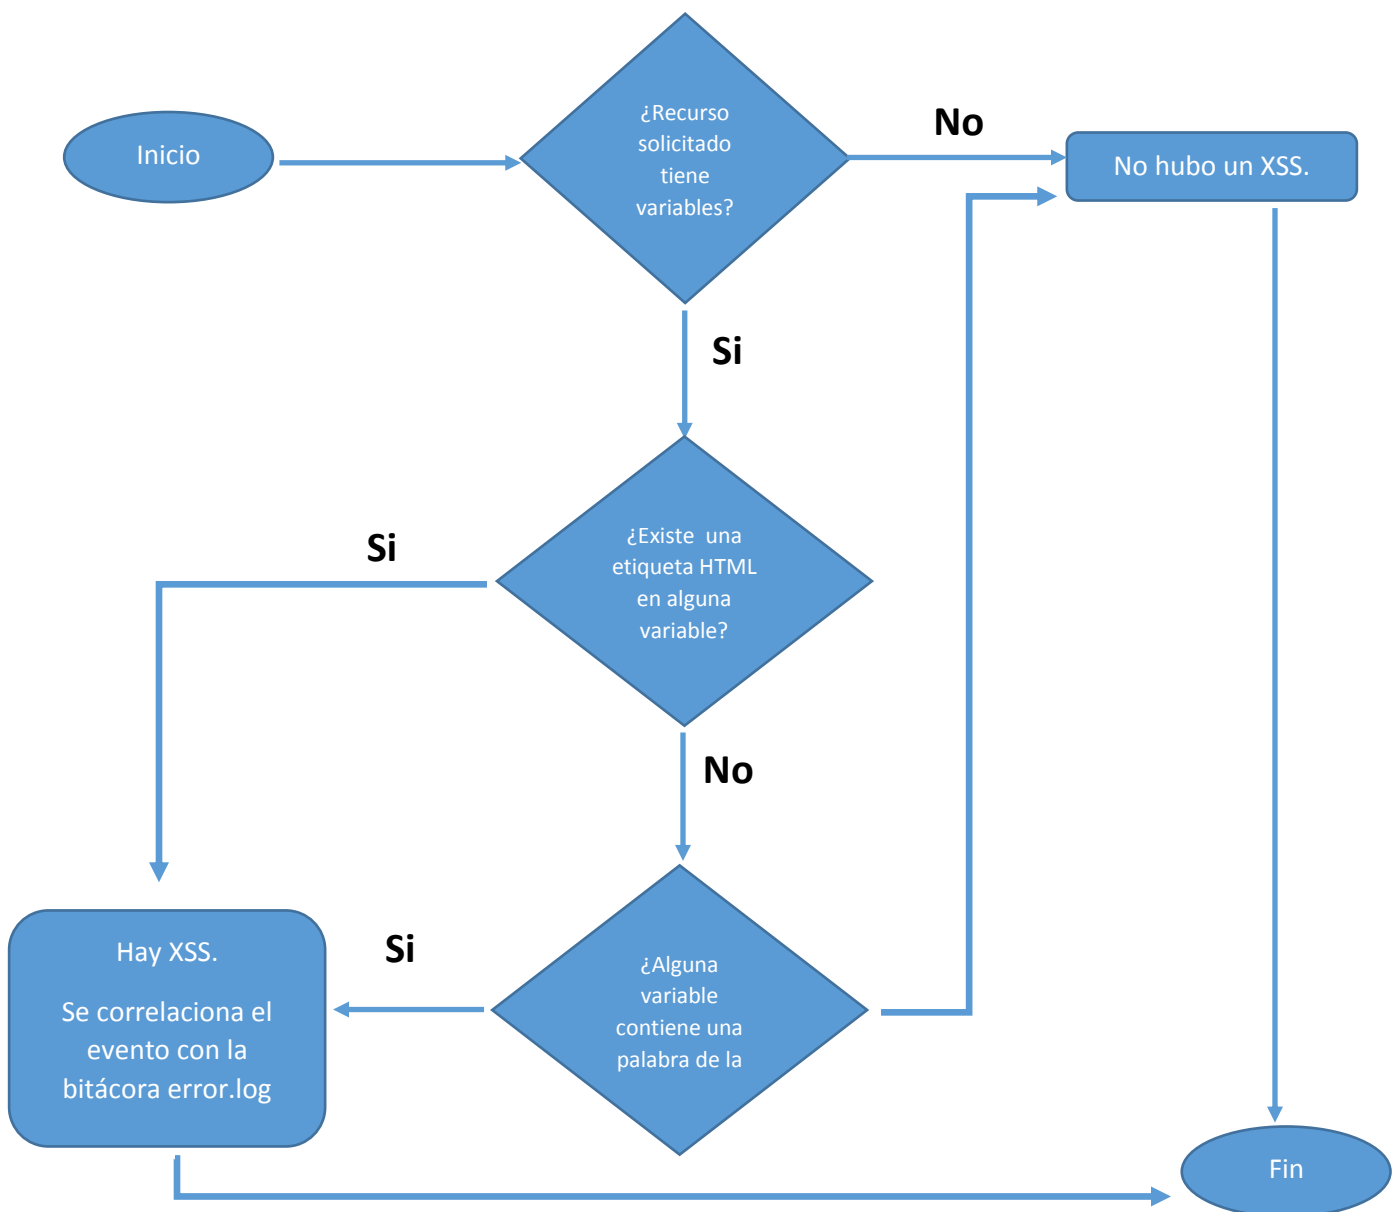 Inicio
¿Recurso
solicitado
tiene
variables?
No
No hubo un XSS.
Si
¿Existe una
etiqueta HTML
en alguna
variable?
Si
No
¿Alguna
variable
contiene una
palabra de la
Si
Hay XSS.
Se correlaciona el
evento con la
bitácora error.log
Fin